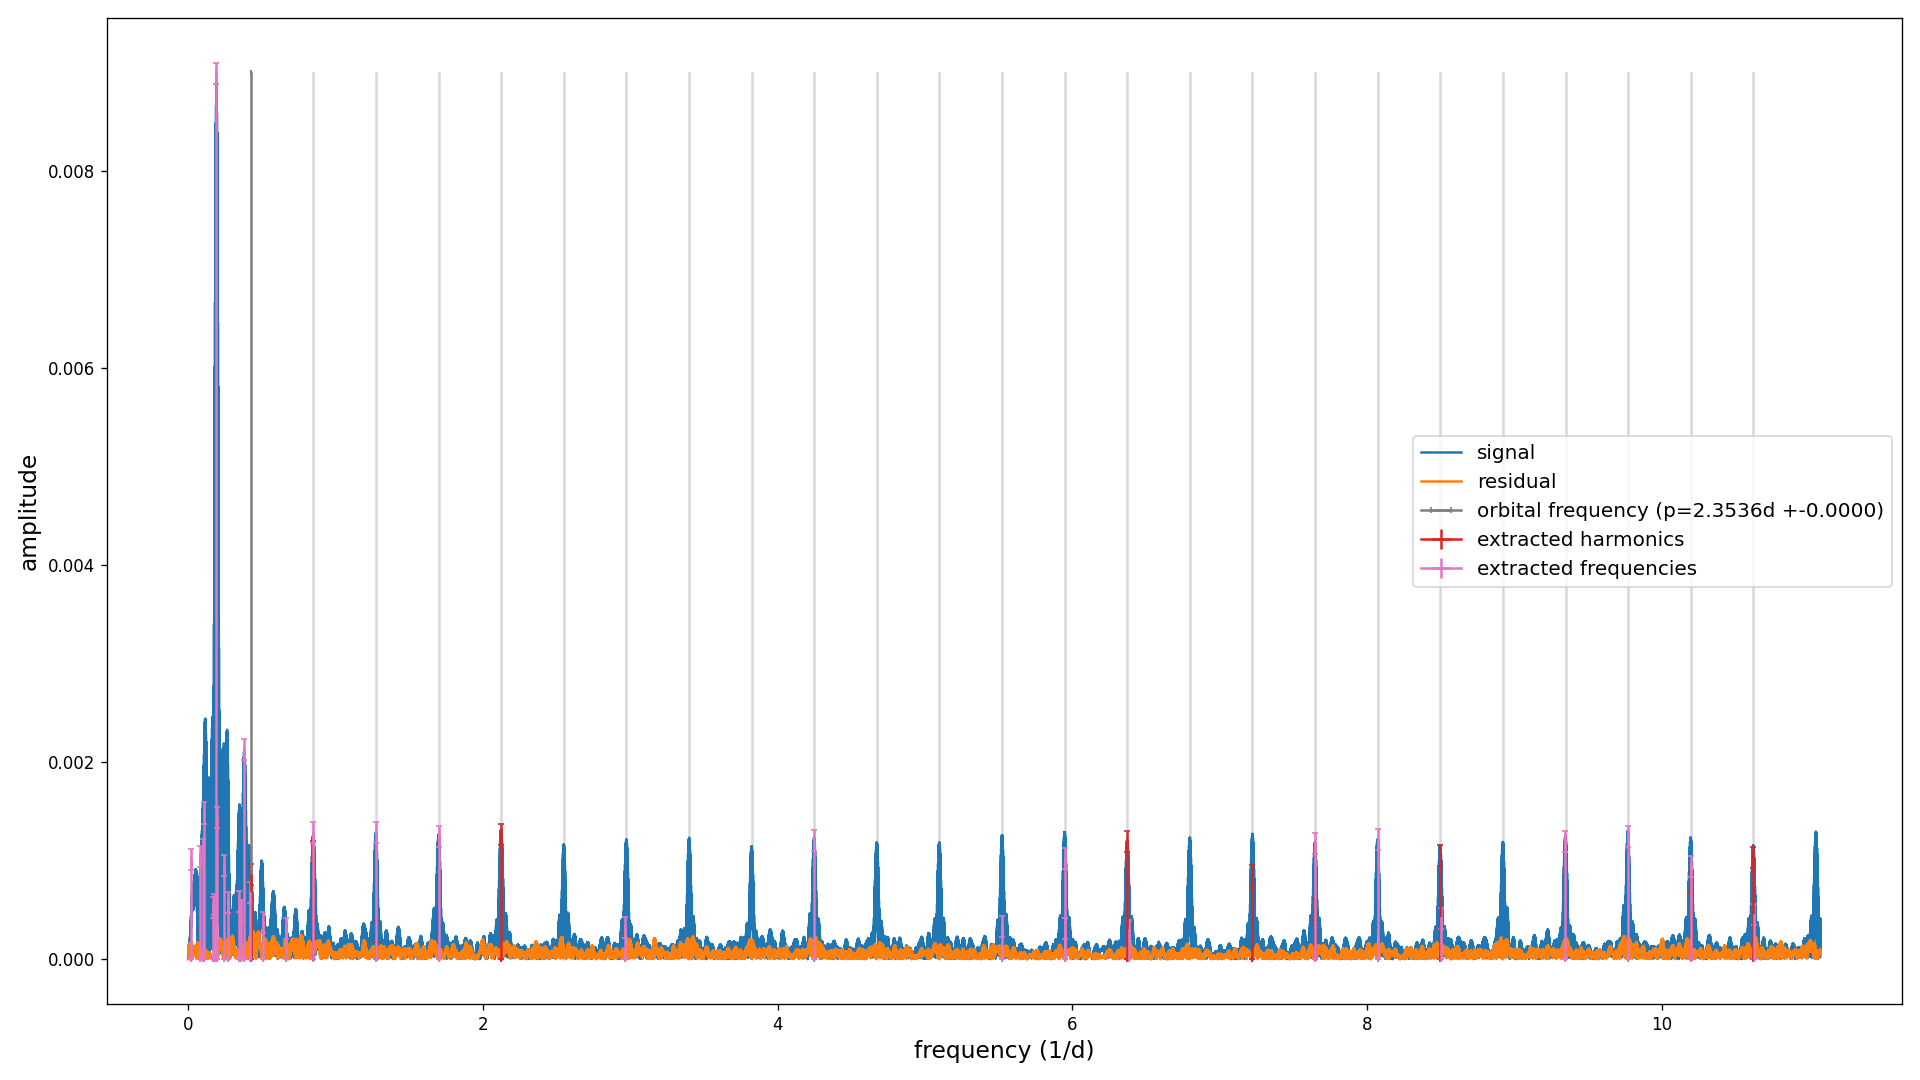 amplitude
0.008
0.006
0.004
0.002
0.000
signal
residual
orbital frequency (p=2.3536d +-0.0000)
extracted harmonics
extracted frequencies
0 2 4 6 8 10
frequency (1/d)